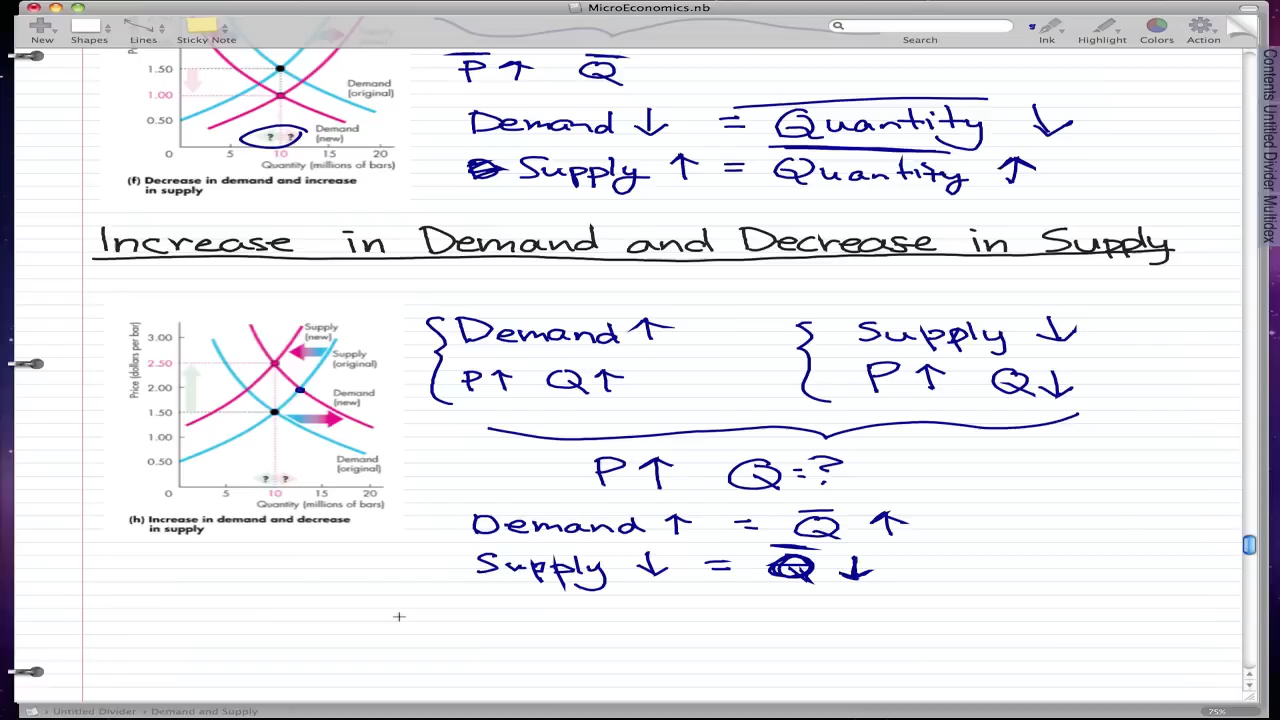 MicroEconomics.nb
New Shapes Lines Sticky Note Search Ink Highlight Colors Action
P↑ Q
1.50
1.00
0.50
0 5 10 15 20
Demand
(original)
Demand
(new)
? ?
Quantity (millions of bars)
(f) Decrease in demand and increase
in supply
Demand ↓ = Quantity ↓
Supply ↑ = Quantity ↑
Increase in Demand and Decrease in Supply
Price (dollars per bar)
3.00
2.50
2.00
1.50
1.00
0.50
0 5 10 15 20
Supply
(new)
Supply
(original)
Demand
(new)
Demand
(original)
? ?
Quantity (millions of bars)
(h) Increase in demand and decrease
in supply
Demand ↑
P↑ Q↑
Supply ↓
P↑ Q↓
P↑ Q=?
Demand ↑ = Q ↑
Supply ↓ = Q ↓
Contents Untitled Divider Multidex
Untitled Divider › Demand and Supply
75%